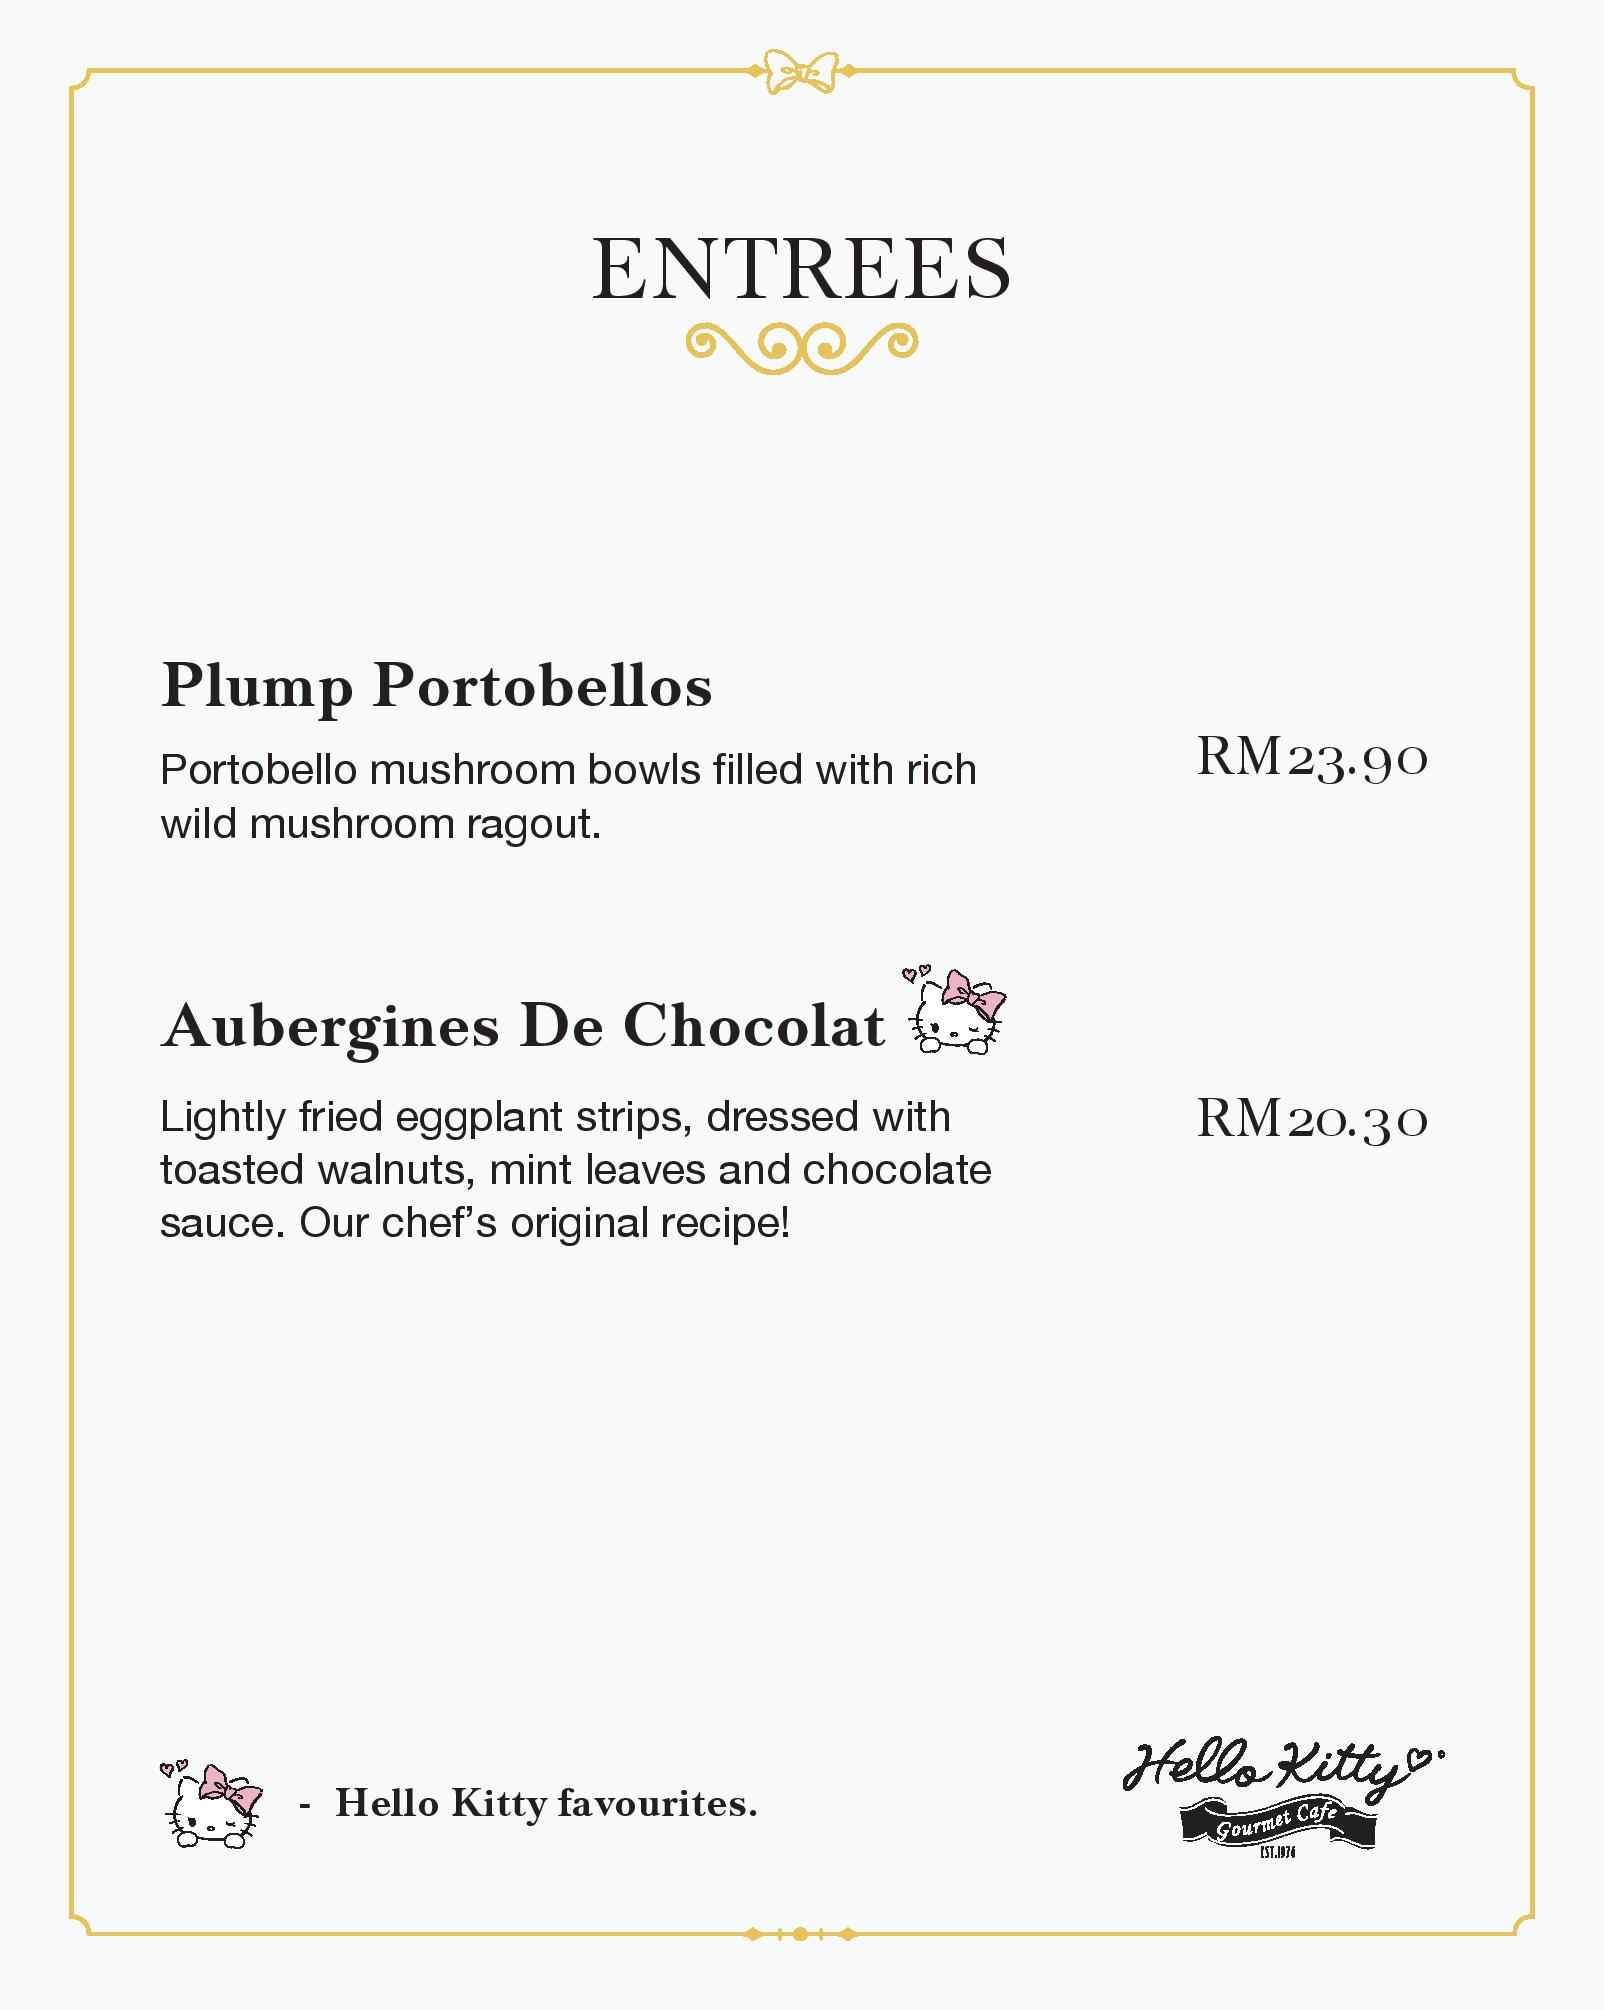 ENTREES
Plump Portobellos
Portobello mushroom bowls filled with rich
wild mushroom ragout.
RM23.90
Aubergines De Chocolat
Lightly fried eggplant strips, dressed with
toasted walnuts, mint leaves and chocolate
sauce. Our chef’s original recipe!
RM20.30
- Hello Kitty favourites.
Hello Kitty
Gourmet Cafe
EST.1976